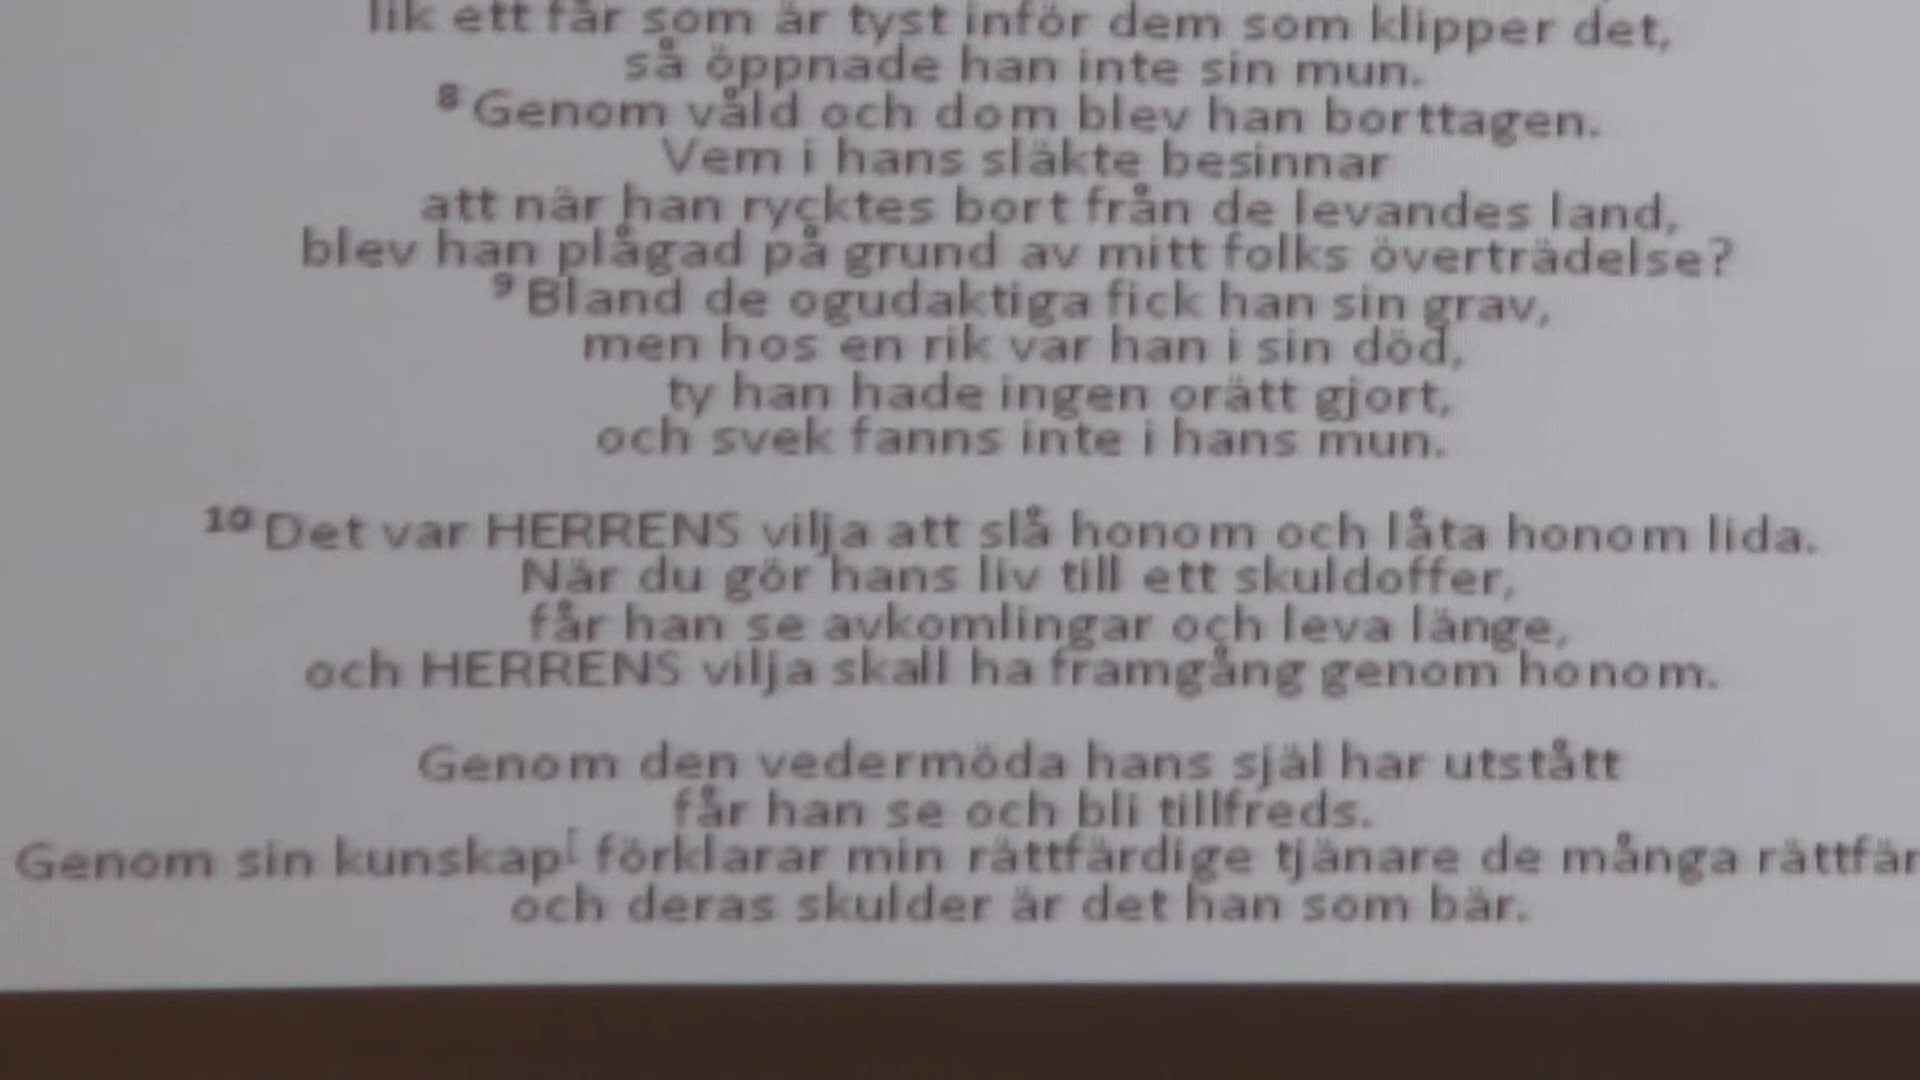 lik ett får som är tyst inför dem som klipper det,
så öppnade han inte sin mun.
8 Genom våld och dom blev han borttagen.
Vem i hans släkte besinnar
att när han rycktes bort från de levandes land,
blev han plågad på grund av mitt folks överträdelse?
9 Bland de ogudaktiga fick han sin grav,
men hos en rik var han i sin död,
ty han hade ingen orätt gjort,
och svek fanns inte i hans mun.
10 Det var HERRENS vilja att slå honom och låta honom lida.
När du gör hans liv till ett skuldoffer,
får han se avkomlingar och leva länge,
och HERRENS vilja skall ha framgång genom honom.
Genom den vedermöda hans själ har utstått
får han se och bli tillfreds.
Genom sin kunskap[ förklarar min rättfärdige tjänare de många rättfär
och deras skulder är det han som bär.